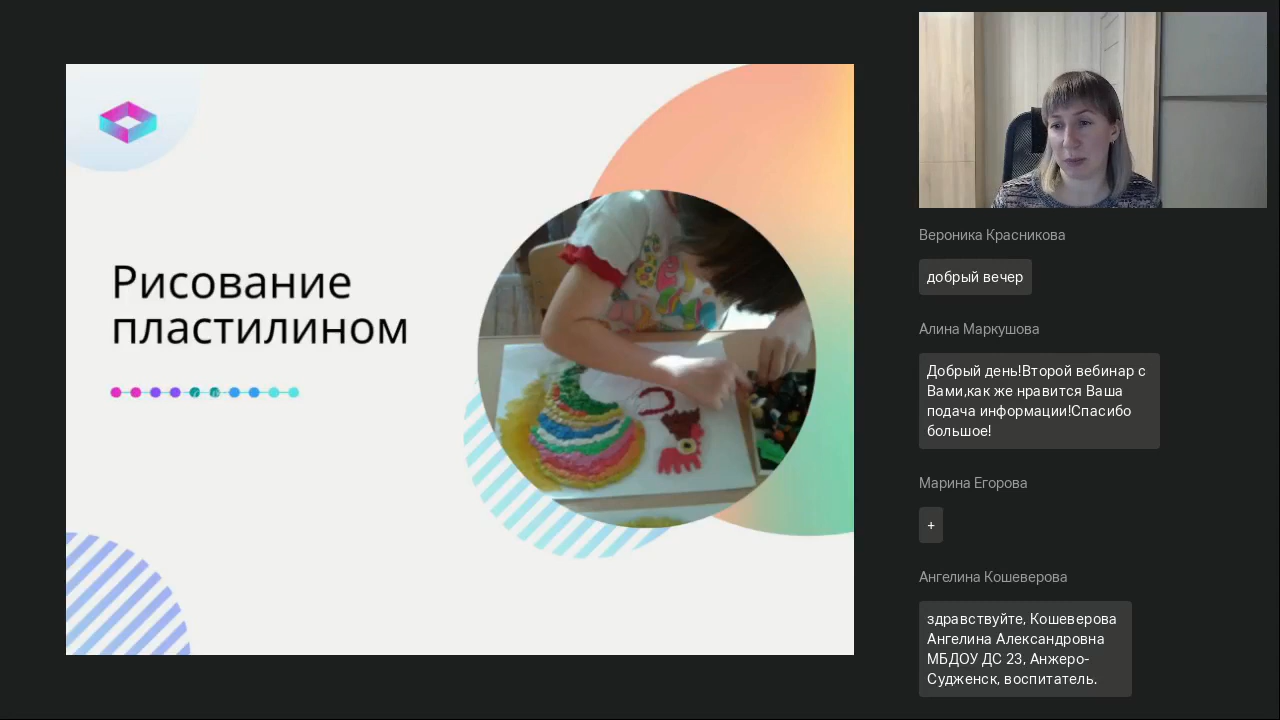 Рисование
пластилином
Вероника Красникова
добрый вечер
Алина Маркушова
Добрый день!Второй вебинар с
Вами,как же нравится Ваша
подача информации!Спасибо
большое!
Марина Егорова
+
Ангелина Кошеверова
здравствуйте, Кошеверова
Ангелина Александровна
МБДОУ ДС 23, Анжеро-
Судженск, воспитатель.